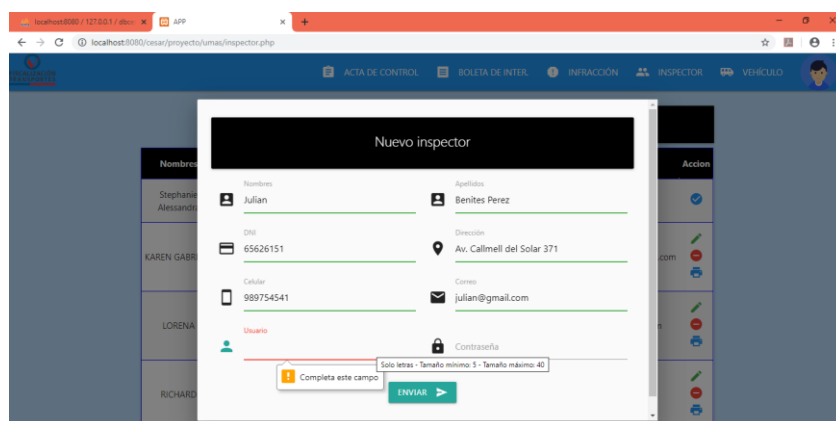 localhost:8080 / 127.0.0.1 / dbco
APP
localhost:8080/cesar/proyecto/umas/inspector.php
ACTA DE CONTROL
BOLETA DE INTER.
INFRACCIÓN
INSPECTOR
VEHÍCULO
Nuevo inspector
Nombres
Accion
Nombres
Julian
Apellidos
Benites Perez
Stephanie
Alessandra
DNI
65626151
Dirección
Av. Callmell del Solar 371
KAREN GABRI
.com
Celular
989754541
Correo
julian@gmail.com
LORENA
Usuario
Contraseña
Solo letras - Tamaño mínimo: 5 - Tamaño máximo: 40
Completa este campo
ENVIAR
RICHARD